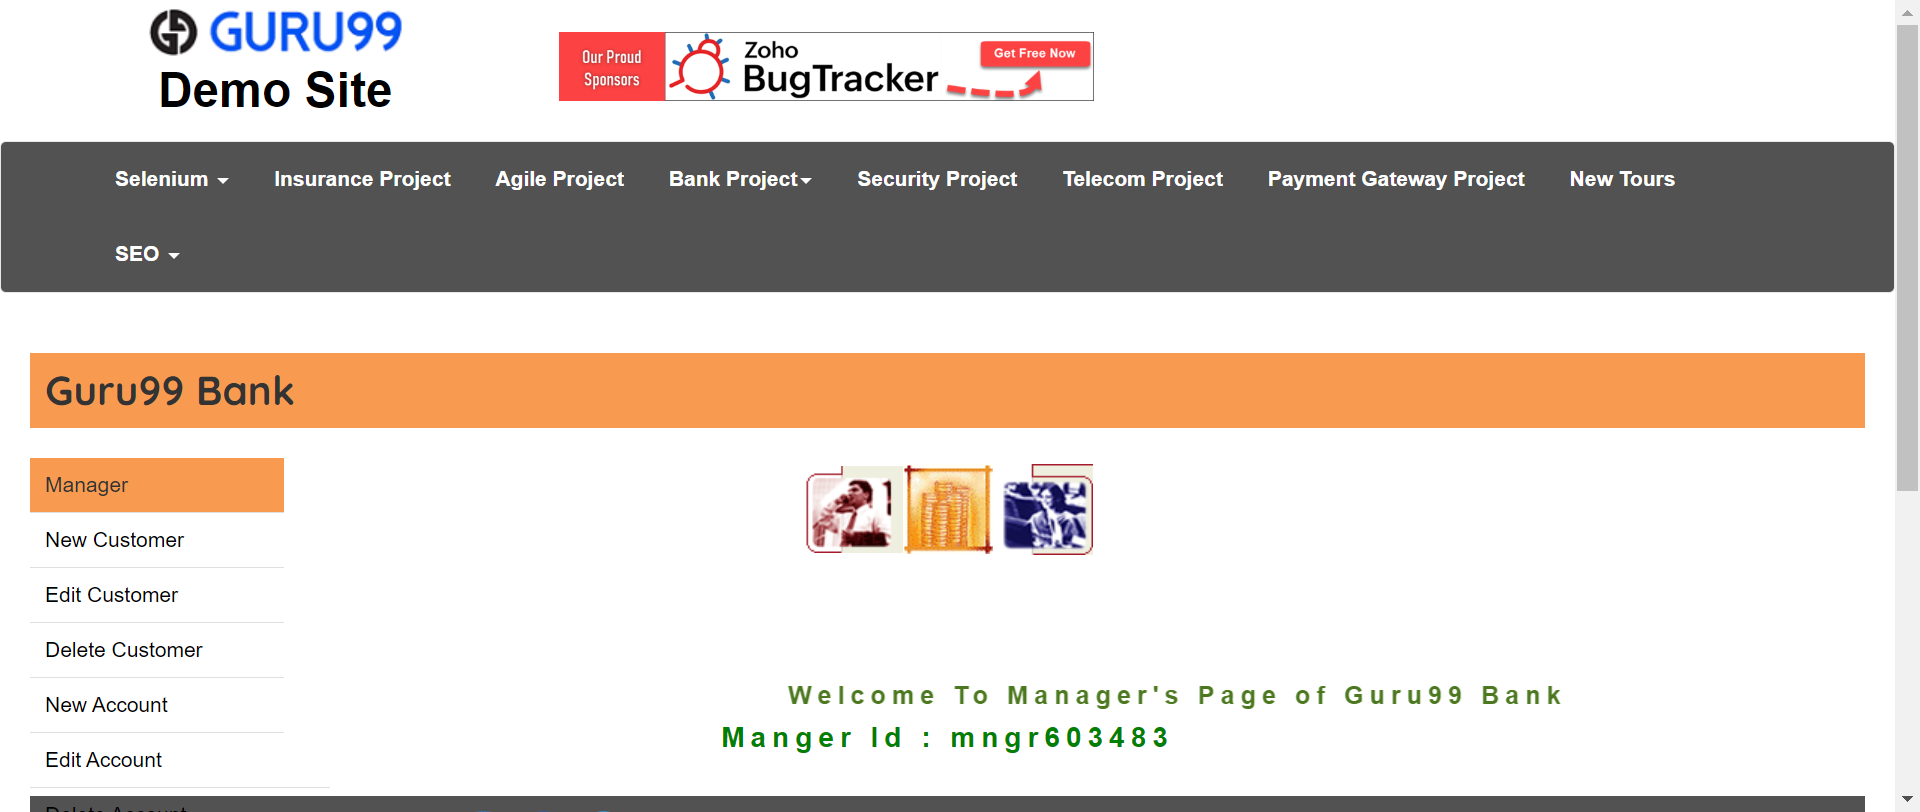 GURU99
Demo Site
Our Proud
Sponsors
Zoho
BugTracker
Get Free Now
Selenium
Insurance Project
Agile Project
Bank Project
Security Project
Telecom Project
Payment Gateway Project
New Tours
SEO
Guru99 Bank
Manager
New Customer
Edit Customer
Delete Customer
New Account
Edit Account
Delete Account
Welcome To Manager's Page of Guru99 Bank
Manger Id : mngr603483